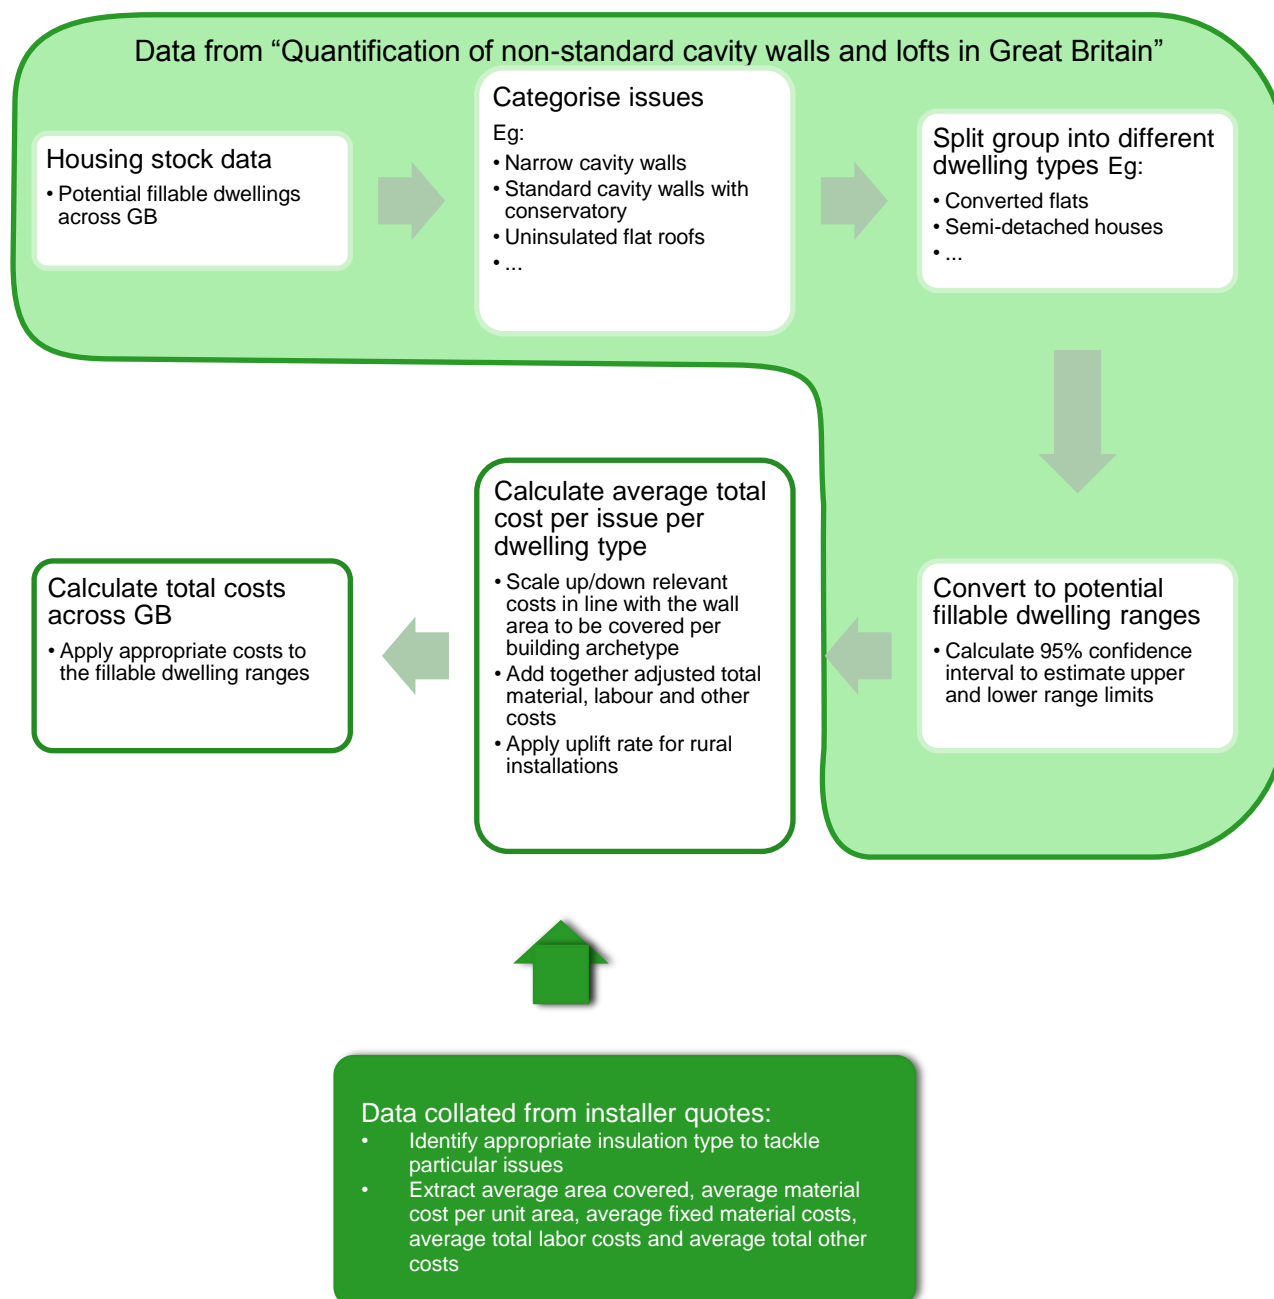 Data from “Quantification of non-standard cavity walls and lofts in Great Britain”
Housing stock data
• Potential fillable dwellings
across GB
Categorise issues
Eg:
• Narrow cavity walls
• Standard cavity walls with
conservatory
• Uninsulated flat roofs
• ...
Split group into different
dwelling types Eg:
• Converted flats
• Semi-detached houses
• ...
Convert to potential
fillable dwelling ranges
• Calculate 95% confidence
interval to estimate upper
and lower range limits
Calculate average total
cost per issue per
dwelling type
• Scale up/down relevant
costs in line with the wall
area to be covered per
building archetype
• Add together adjusted total
material, labour and other
costs
• Apply uplift rate for rural
installations
Calculate total costs
across GB
• Apply appropriate costs to
the fillable dwelling ranges
Data collated from installer quotes:
• Identify appropriate insulation type to tackle
particular issues
• Extract average area covered, average material
cost per unit area, average fixed material costs,
average total labor costs and average total other
costs